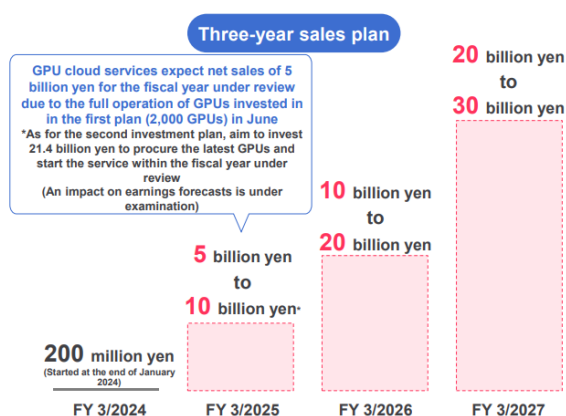 Three-year sales plan
GPU cloud services expect net sales of 5
billion yen for the fiscal year under review
due to the full operation of GPUs invested in
in the first plan (2,000 GPUs) in June
*As for the second investment plan, aim to invest
21.4 billion yen to procure the latest GPUs and
start the service within the fiscal year under
review
(An impact on earnings forecasts is under
examination)
200 million yen
(Started at the end of January
2024)
5 billion yen
to
10 billion yen*
10 billion yen
to
20 billion yen
20 billion yen
to
30 billion yen
FY 3/2024
FY 3/2025
FY 3/2026
FY 3/2027